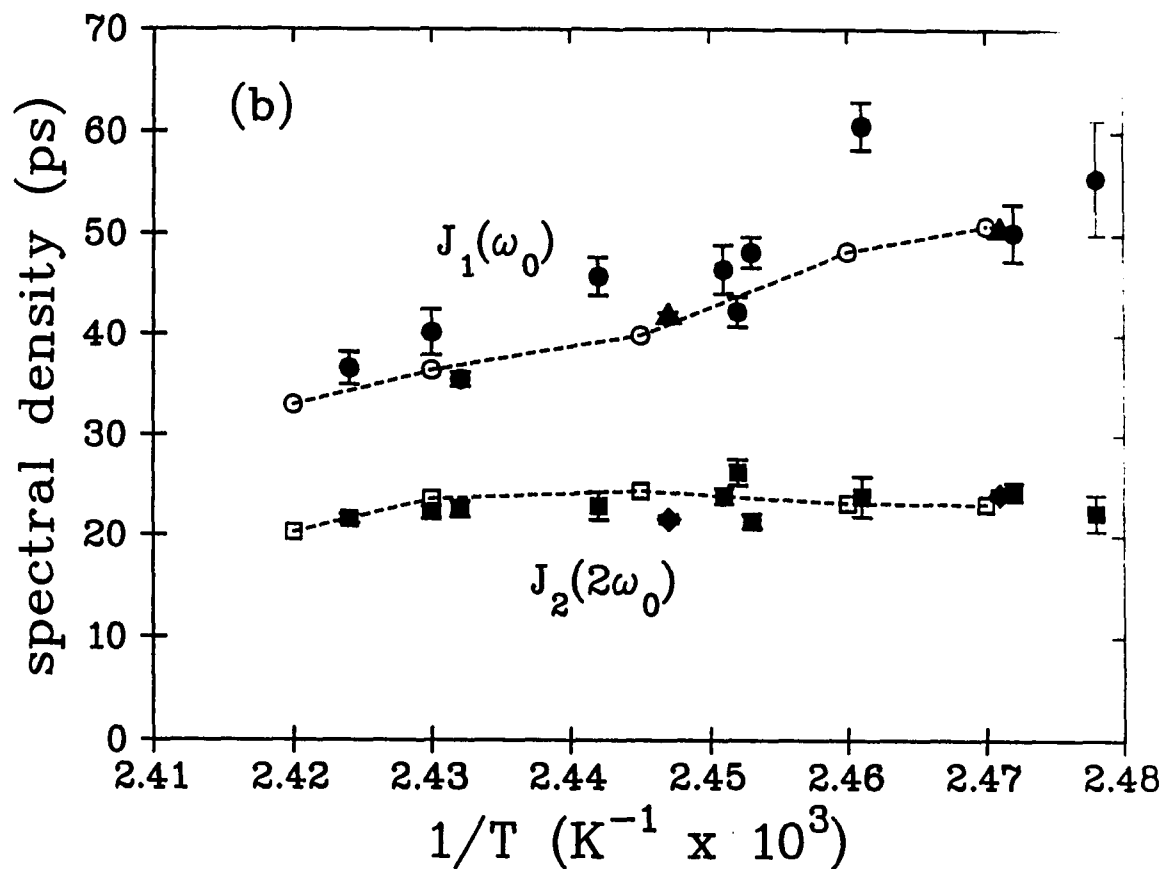 70
60
50
40
30
20
10
0
spectral density (ps)
(b)
J₁(ω₀)
J₂(2ω₀)
2.41 2.42 2.43 2.44 2.45 2.46 2.47 2.48
1/T (K⁻¹ x 10³)